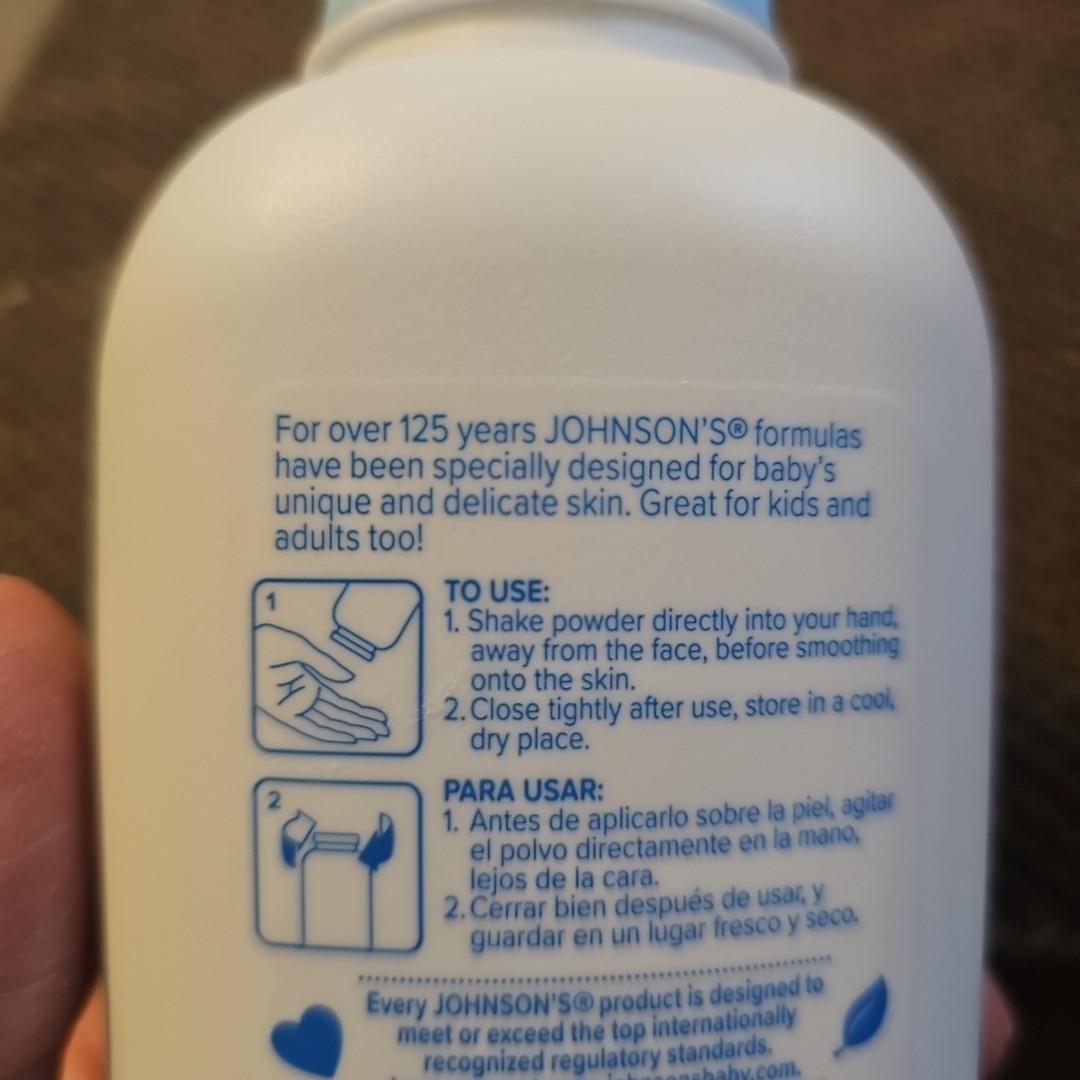 For over 125 years JOHNSON'S® formulas
have been specially designed for baby's
unique and delicate skin. Great for kids and
adults too!
1
TO USE:
1. Shake powder directly into your hand,
away from the face, before smoothing
onto the skin.
2. Close tightly after use, store in a cool,
dry place.
2
PARA USAR:
1. Antes de aplicarlo sobre la piel, agitar
el polvo directamente en la mano,
lejos de la cara.
2. Cerrar bien después de usar, y
guardar en un lugar fresco y seco.
Every JOHNSON'S® product is designed to
meet or exceed the top internationally
recognized regulatory standards.
johnsonsbaby.com.